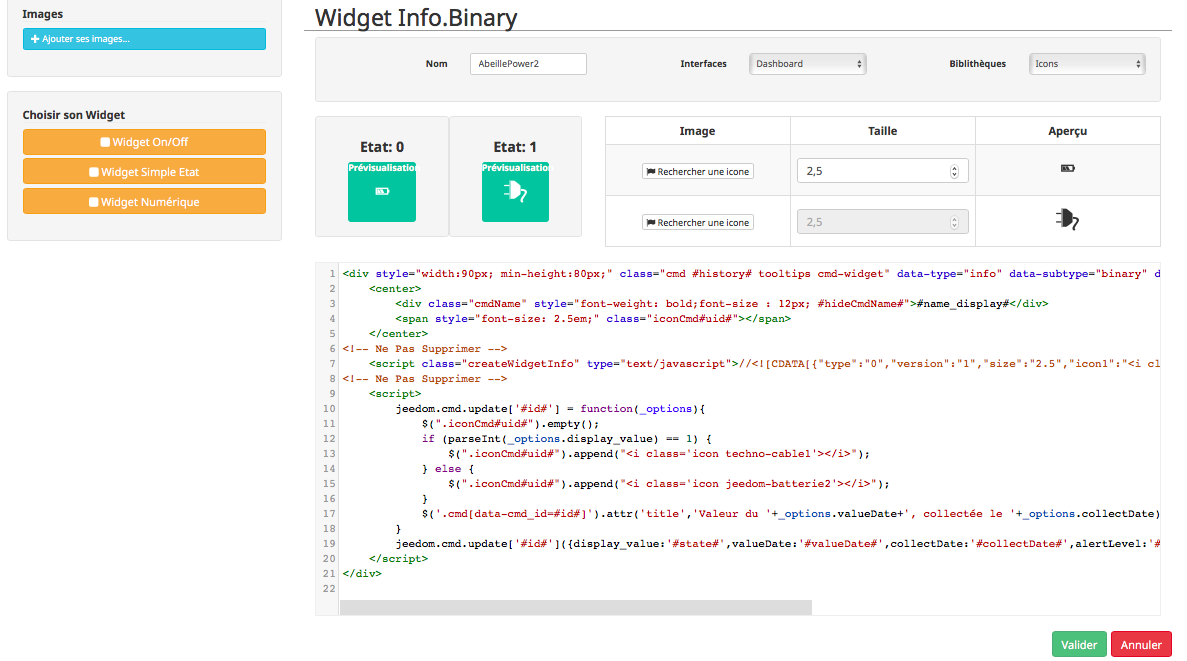 Images
Ajouter ses images...
Choisir son Widget
Widget On/Off
Widget Simple Etat
Widget Numérique
Widget Info.Binary
Nom AbeillePower2 Interfaces Dashboard Bibliothèques Icons
Etat: 0 Etat: 1
Prévisualisation Prévisualisation
Image Taille Aperçu
Rechercher une icone 2,5
Rechercher une icone 2,5
1 <div style="width:90px; min-height:80px;" class="cmd #history# tooltips cmd-widget" data-type="info" data-subtype="binary" d
2 <center>
3 <div class="cmdName" style="font-weight: bold;font-size : 12px; #hideCmdName#">#name_display#</div>
4 <span style="font-size: 2.5em;" class="iconCmd#uid#"></span>
5 </center>
6 <!-- Ne Pas Supprimer -->
7 <script class="createWidgetInfo" type="text/javascript">//<![CDATA[{"type":"0","version":"1","size":"2.5","icon1":"<i cl
8 <!-- Ne Pas Supprimer -->
9 <script>
10 jeedom.cmd.update['#id#'] = function(_options){
11 $(".iconCmd#uid#").empty();
12 if (parseInt(_options.display_value) == 1) {
13 $(".iconCmd#uid#").append("<i class='icon techno-cable1'></i>");
14 } else {
15 $(".iconCmd#uid#").append("<i class='icon jeedom-batterie2'></i>");
16 }
17 $('.cmd[data-cmd_id=#id#]').attr('title','Valeur du '+_options.valueDate+', collectée le '+_options.collectDate)
18 }
19 jeedom.cmd.update['#id#']({display_value:'#state#',valueDate:'#valueDate#',collectDate:'#collectDate#',alertLevel:'#
20 </script>
21 </div>
22
Valider Annuler